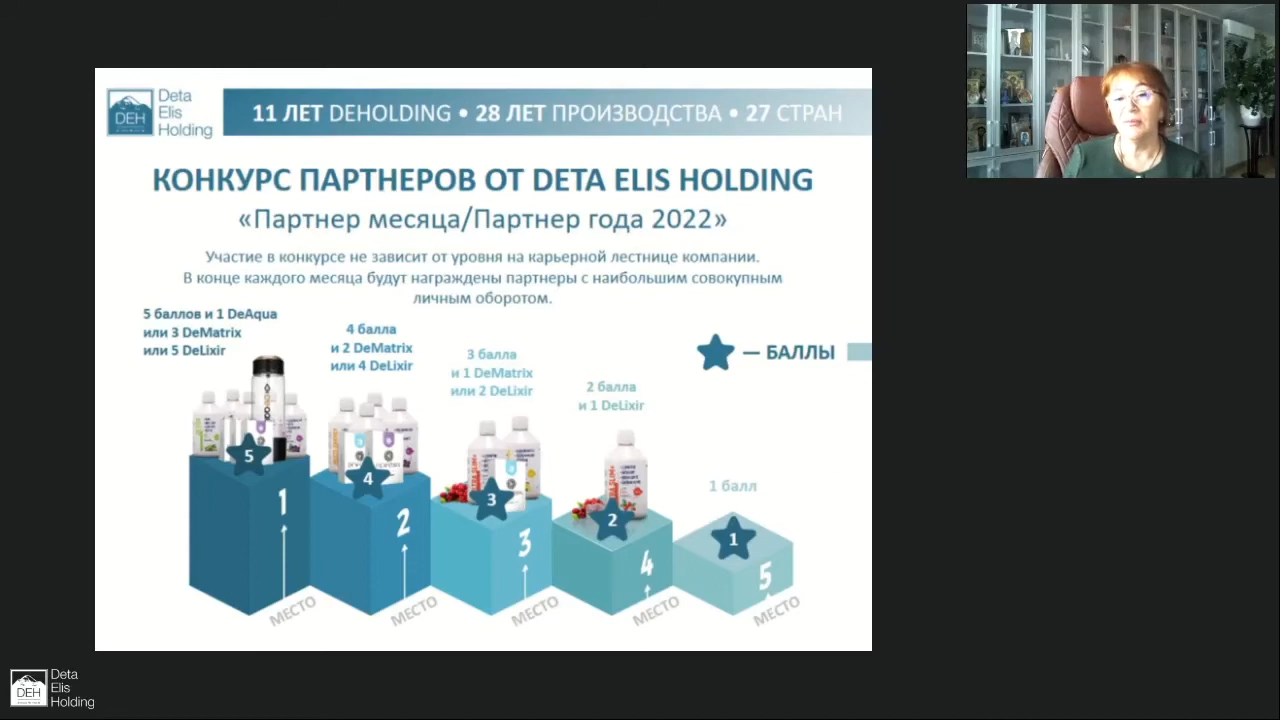 Deta
Elis
Holding
DEH
11 ЛЕТ DEHOLDING • 28 ЛЕТ ПРОИЗВОДСТВА • 27 СТРАН
КОНКУРС ПАРТНЕРОВ ОТ DETA ELIS HOLDING
«Партнер месяца/Партнер года 2022»
Участие в конкурсе не зависит от уровня на карьерной лестнице компании.
В конце каждого месяца будут награждены партнеры с наибольшим совокупным
личным оборотом.
5 баллов и 1 DeAqua
или 3 DeMatrix
или 5 DeLixir
4 балла
и 2 DeMatrix
или 4 DeLixir
3 балла
и 1 DeMatrix
или 2 DeLixir
2 балла
и 1 DeLixir
1 балл
— БАЛЛЫ
5
4
3
2
1
1
2
3
4
5
МЕСТО
МЕСТО
МЕСТО
МЕСТО
МЕСТО
DEH
Deta
Elis
Holding